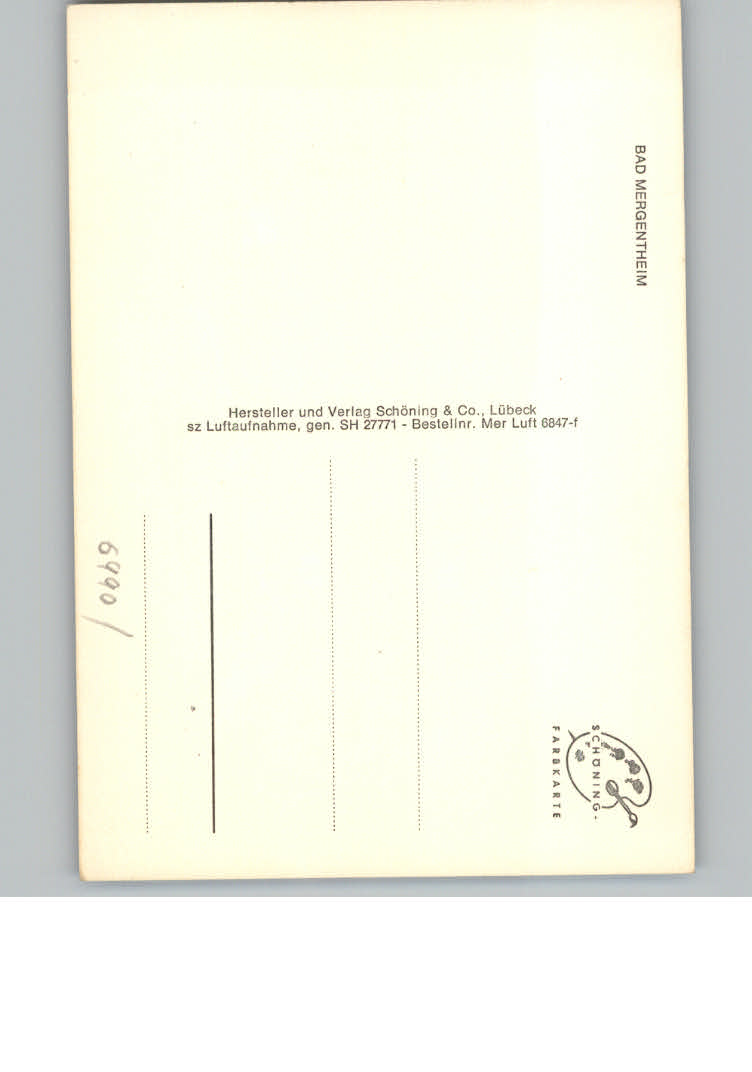 BAD MERGENTHEIM
Hersteller und Verlag Schöning & Co., Lübeck
sz Luftaufnahme, gen. SH 27771 - Bestellnr. Mer Luft 6847-f
SCHÖNING-
FARBKARTE
6990/